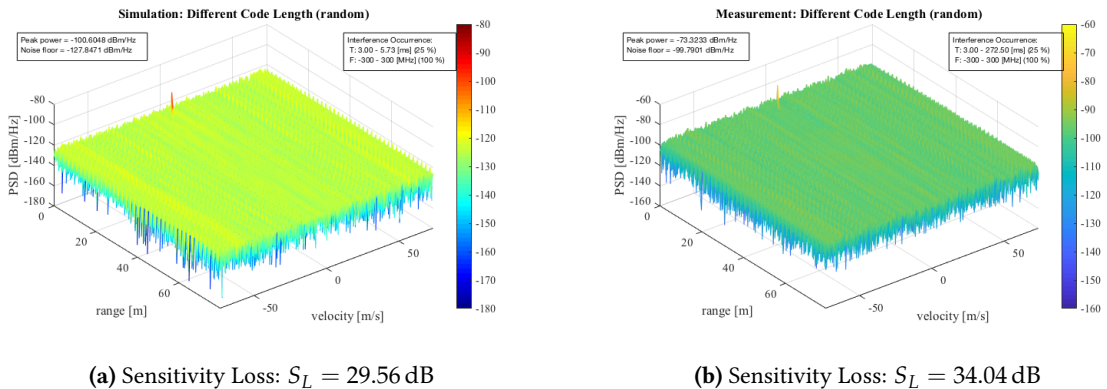 Simulation: Different Code Length (random)
Peak power = -100.6048 dBm/Hz
Noise floor = -127.8471 dBm/Hz
Interference Occurrence:
T: 3.00 - 5.73 [ms] (25 %)
F: -300 - 300 [MHz] (100 %)
PSD [dBm/Hz]
-80
-100
-120
-140
-160
-180
0
20
40
60
range [m]
-50
0
50
velocity [m/s]
-80
-90
-100
-110
-120
-130
-140
-150
-160
-170
-180
(a) Sensitivity Loss: S_L = 29.56 dB
Measurement: Different Code Length (random)
Peak power = -73.3233 dBm/Hz
Noise floor = -99.7901 dBm/Hz
Interference Occurrence:
T: 3.00 - 272.50 [ms] (25 %)
F: -300 - 300 [MHz] (100 %)
PSD [dBm/Hz]
-60
-80
-100
-120
-140
-160
0
20
40
60
range [m]
-50
0
50
velocity [m/s]
-60
-70
-80
-90
-100
-110
-120
-130
-140
-150
-160
(b) Sensitivity Loss: S_L = 34.04 dB